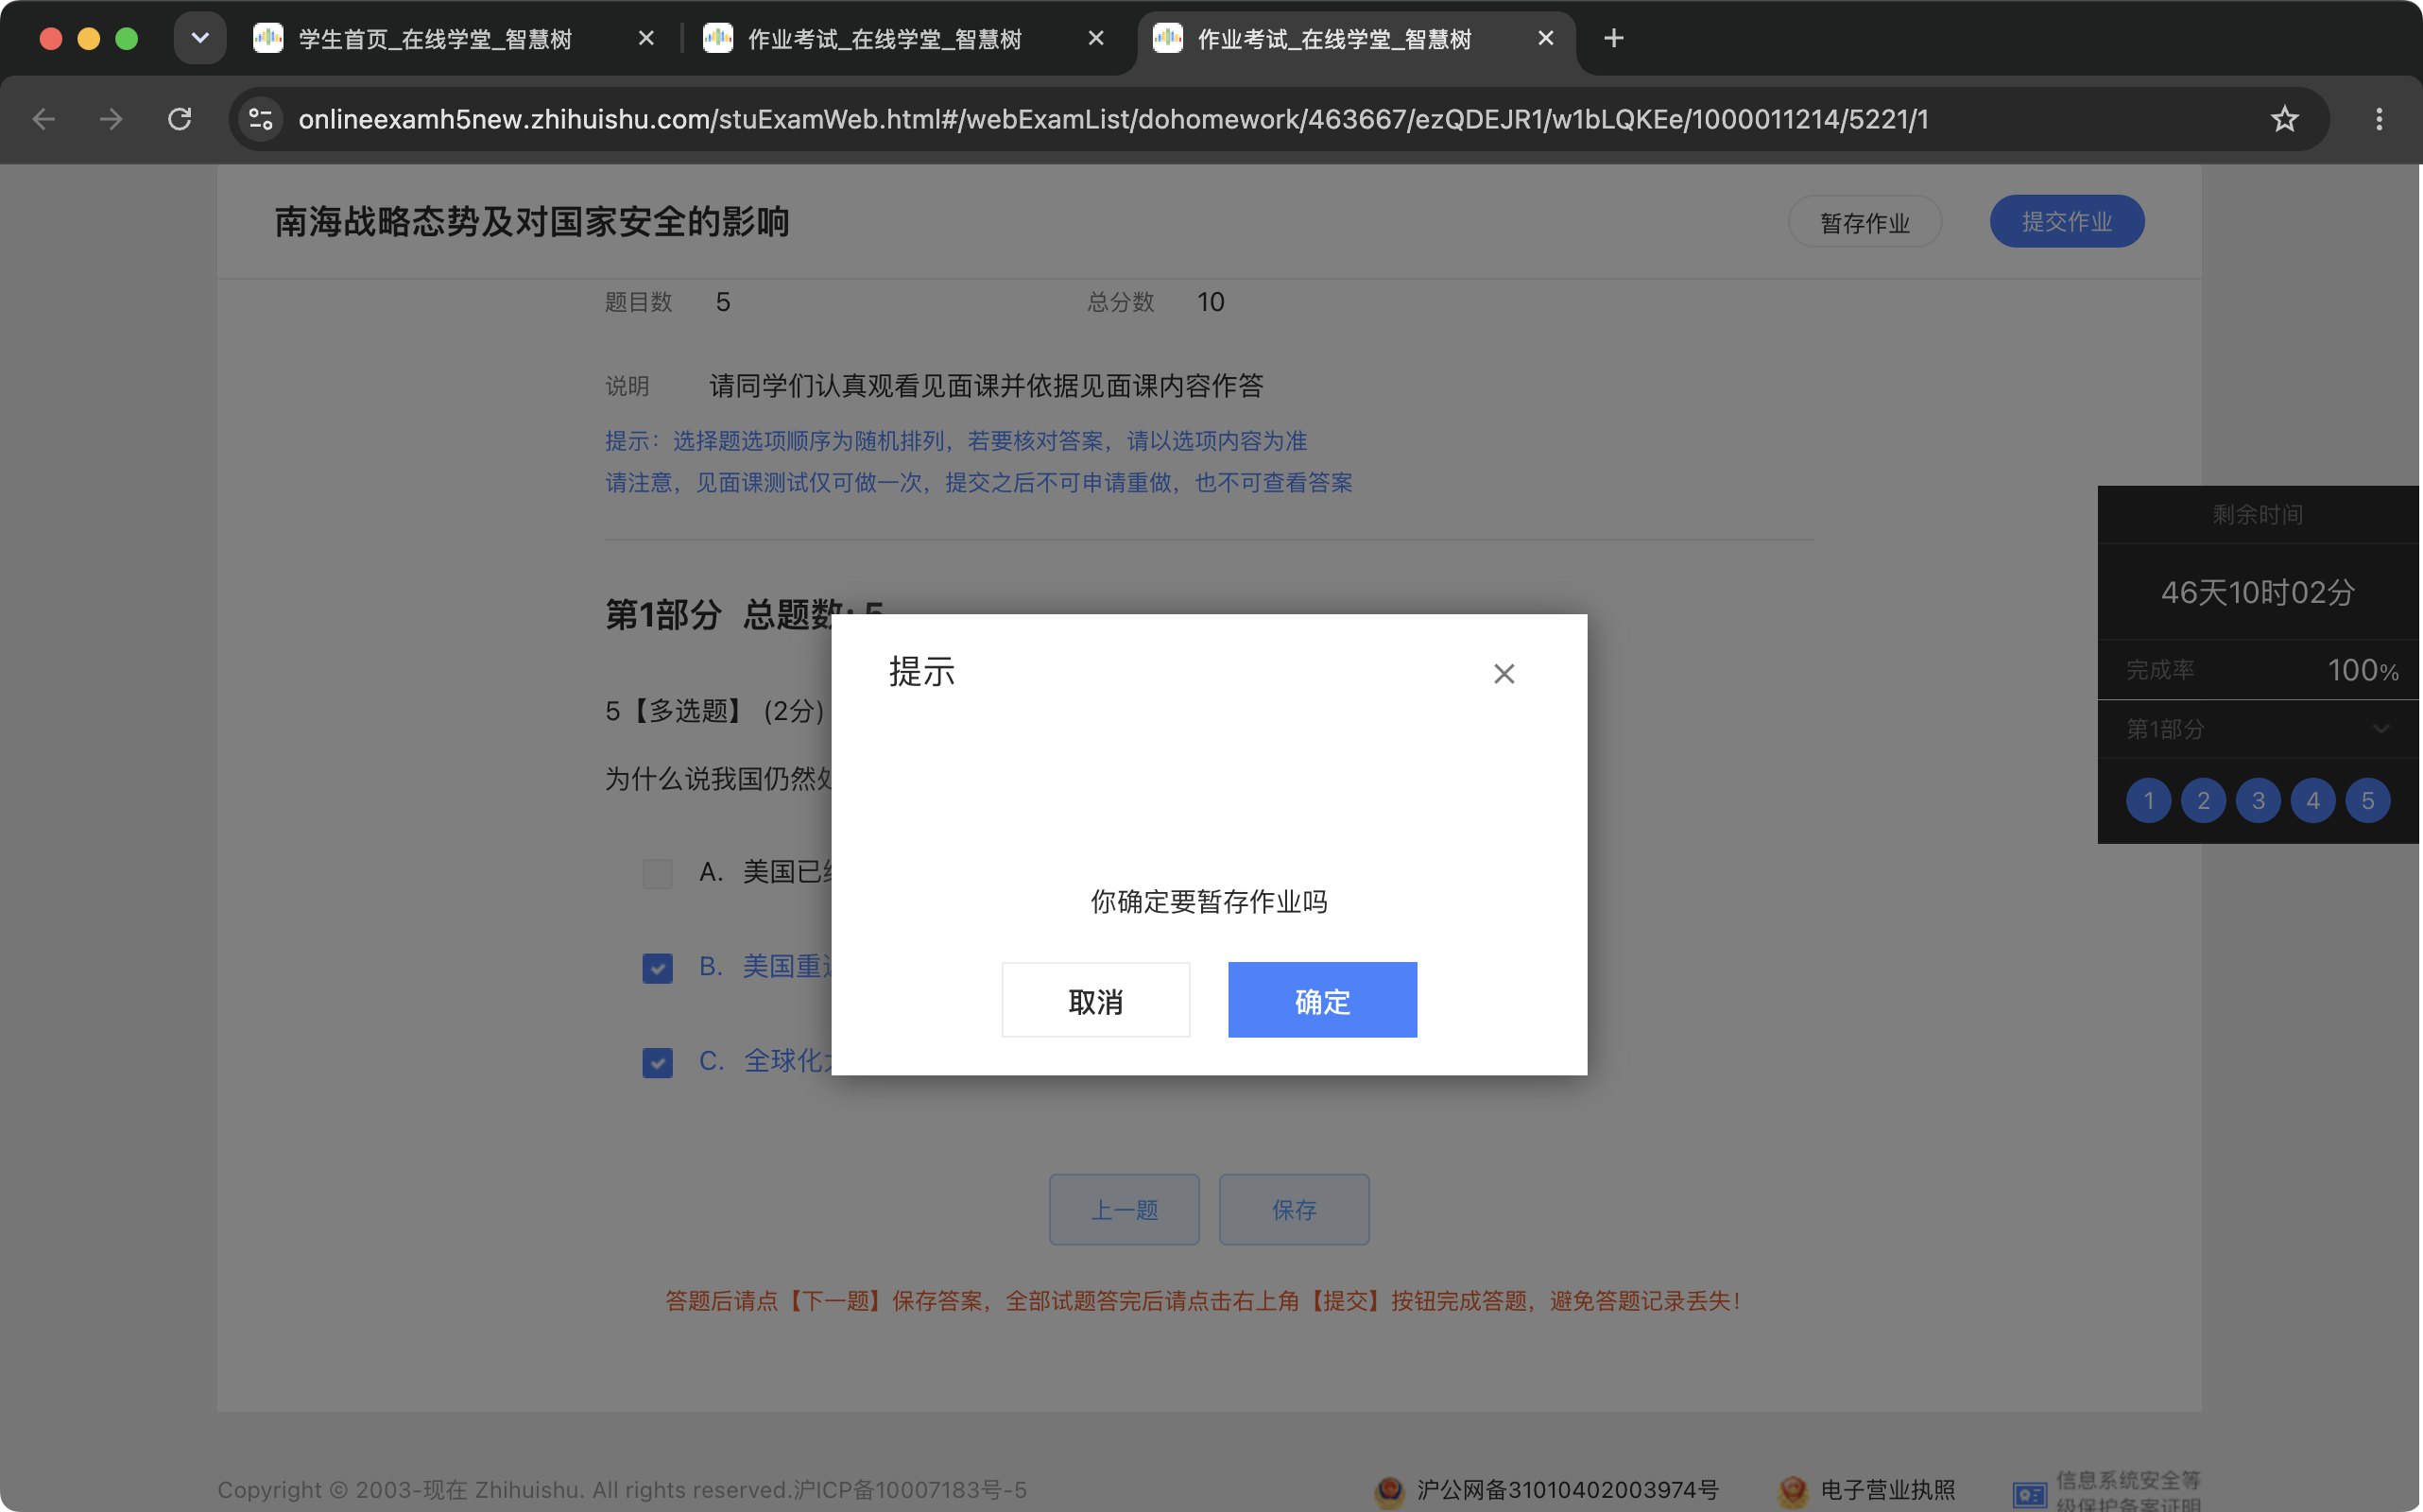 学生首页_在线学堂_智慧树
作业考试_在线学堂_智慧树
作业考试_在线学堂_智慧树
onlineexamh5new.zhihuishu.com/stuExamWeb.html#/webExamList/dohomework/463667/ezQDEJR1/w1bLQKEe/1000011214/5221/1
南海战略态势及对国家安全的影响
暂存作业
提交作业
题目数 5 总分数 10
说明 请同学们认真观看见面课并依据见面课内容作答
提示：选择题选项顺序为随机排列，若要核对答案，请以选项内容为准
请注意，见面课测试仅可做一次，提交之后不可申请重做，也不可查看答案
剩余时间
46天10时02分
完成率 100%
第1部分
1 2 3 4 5
第1部分 总题数: 5
5【多选题】 (2分)
为什么说我国仍然
A. 美国已
B. 美国重
C. 全球化
提示
你确定要暂存作业吗
取消
确定
上一题
保存
答题后请点【下一题】保存答案，全部试题答完后请点击右上角【提交】按钮完成答题，避免答题记录丢失！
Copyright © 2003-现在 Zhihuishu. All rights reserved.沪ICP备10007183号-5
沪公网备31010402003974号
电子营业执照
信息系统安全等
级保护备案证明